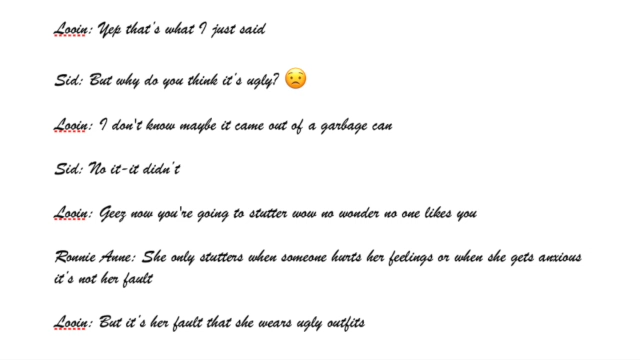 Looin: Yep that's what I just said
Sid: But why do you think it's ugly? 😟
Looin: I don't know maybe it came out of a garbage can
Sid: No it-it didn't
Looin: Geez now you're going to stutter wow no wonder no one likes you
Ronnie Anne: She only stutters when someone hurts her feelings or when she gets anxious
it's not her fault
Looin: But it's her fault that she wears ugly outfits